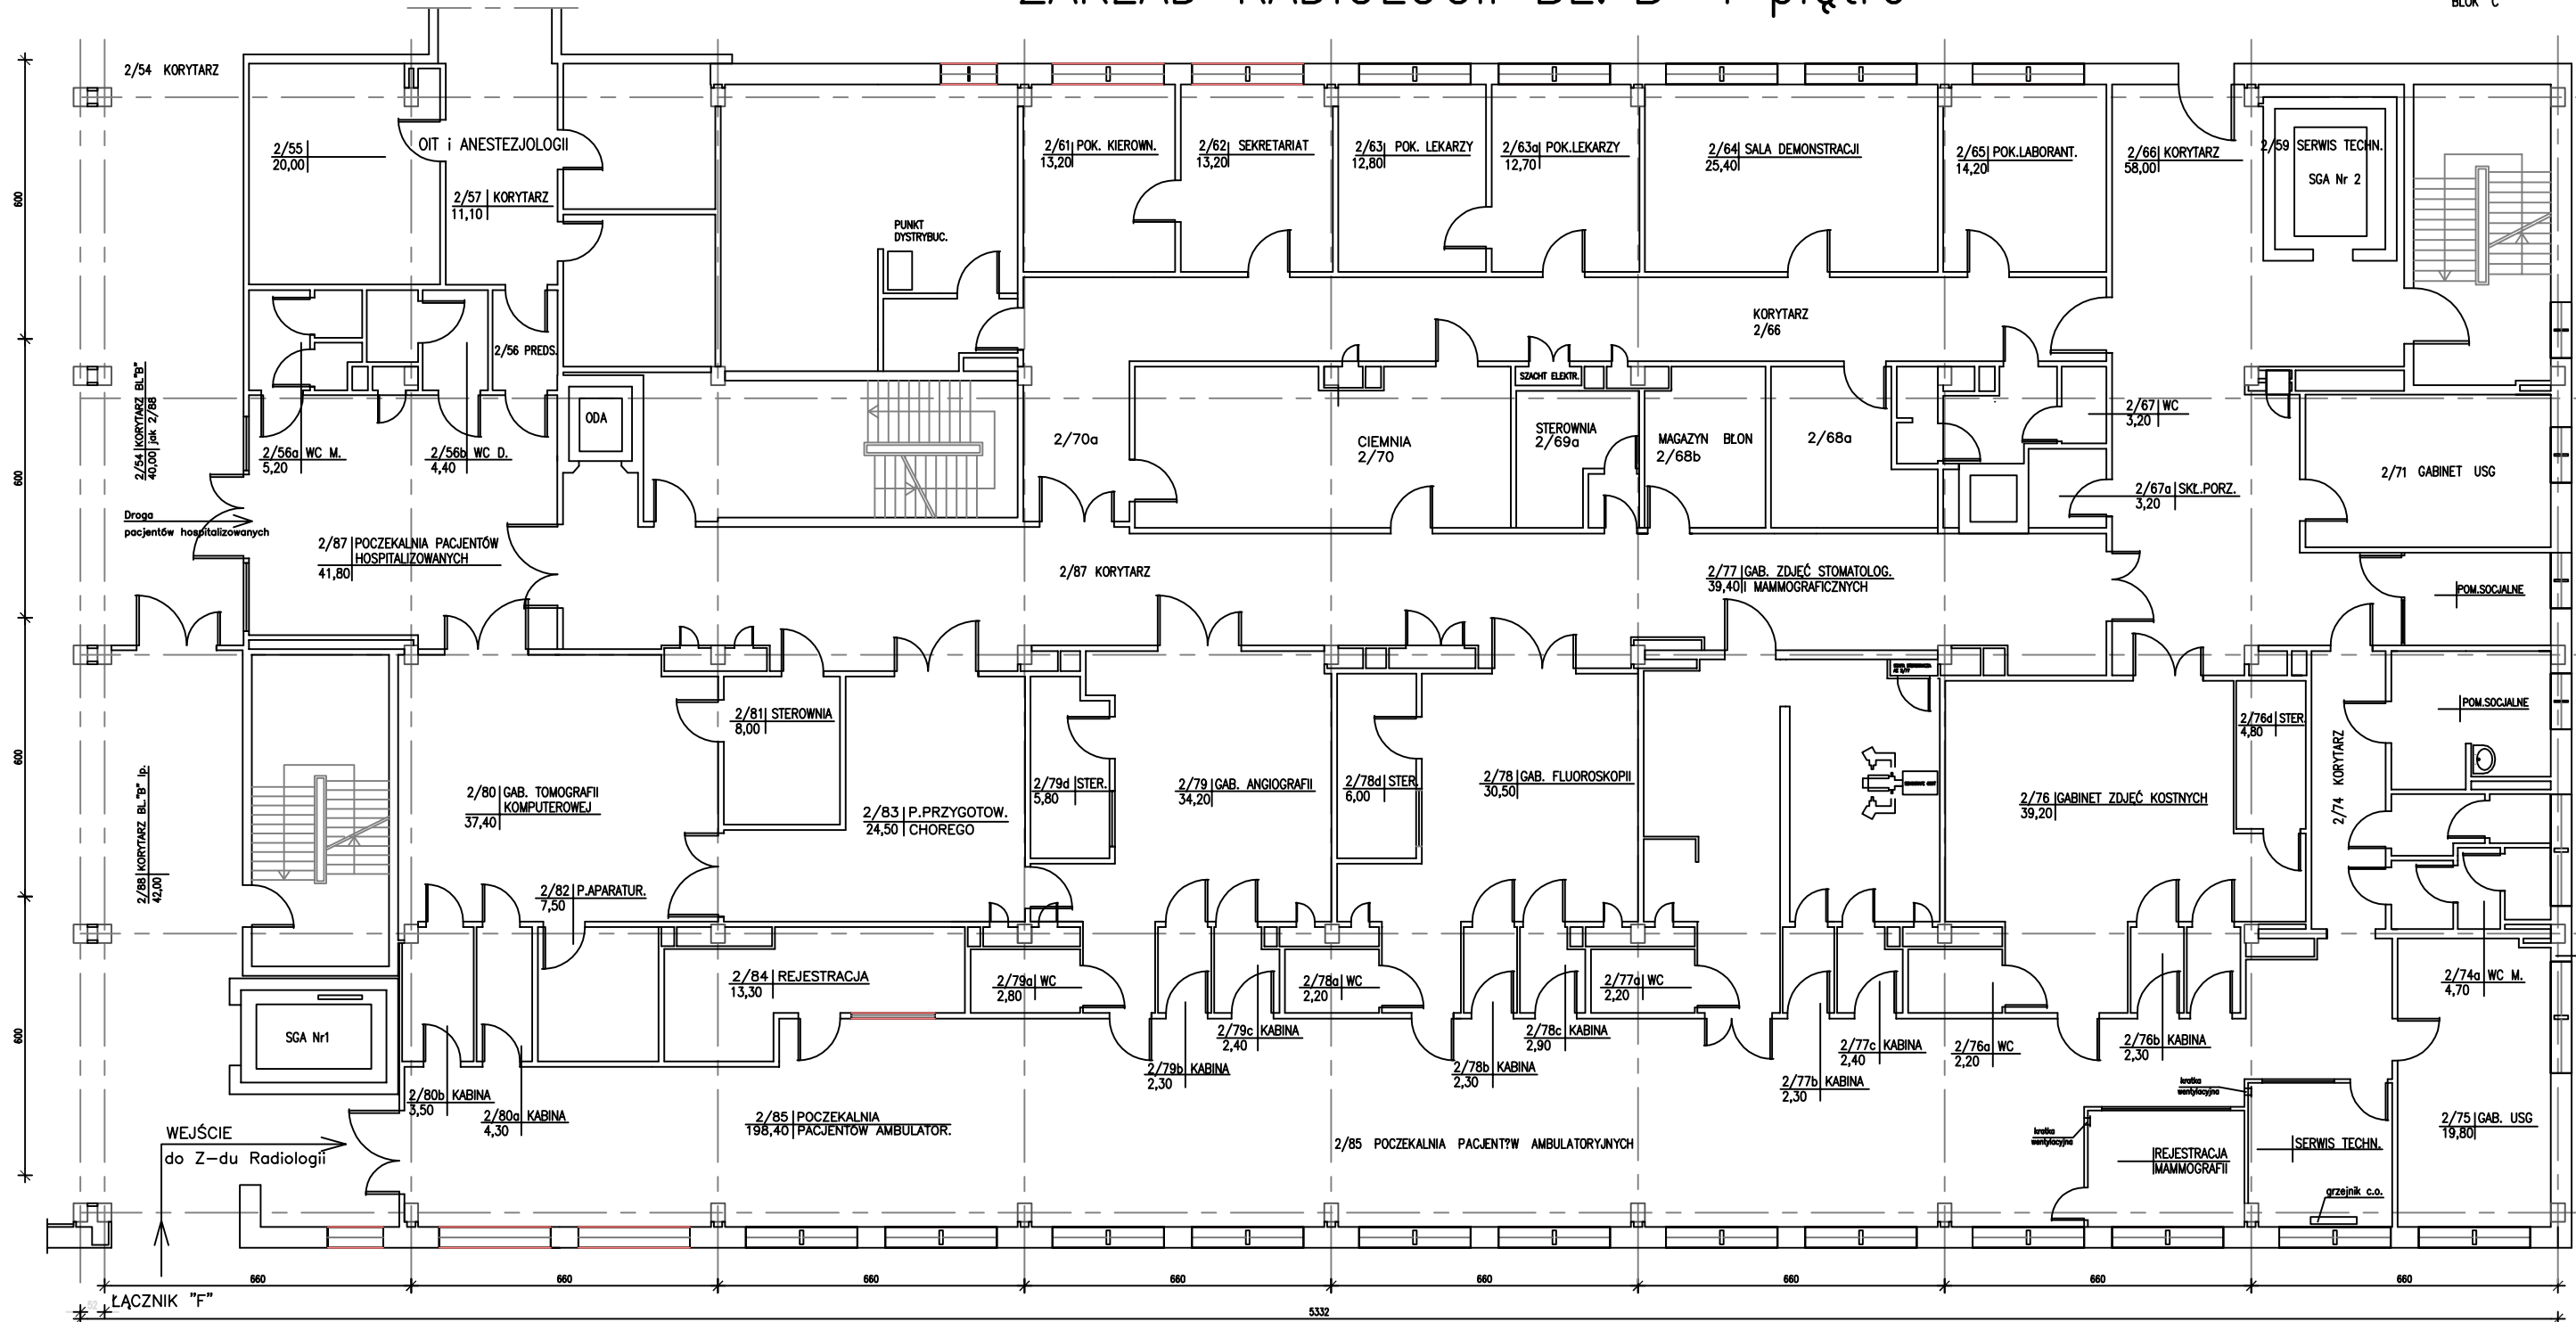 BLOK "C"
2/54 KORYTARZ
2/55
20,00
OIT i ANESTEZJOLOGII
2/57 KORYTARZ
11,10
PUNKT
DYSTRYBUC.
2/61 POK. KIEROWN.
13,20
2/62 SEKRETARIAT
13,20
2/63 POK. LEKARZY
12,80
2/63a POK.LEKARZY
12,70
2/64 SALA DEMONSTRACJI
25,40
2/65 POK.LABORANT.
14,20
2/66 KORYTARZ
58,00
2/59 SERWIS TECHN.
SGA Nr 2
KORYTARZ
2/66
2/56 PREDS.
2/54 KORYTARZ BL."B"
40,00 jak 2/88
2/56a WC M.
5,20
2/56b WC D.
4,40
ODA
2/70a
CIEMNIA
2/70
SZACHT ELEKTR.
STEROWNIA
2/69a
MAGAZYN BŁON
2/68b
2/68a
2/67 WC
3,20
2/67a SKŁ.PORZ.
3,20
2/71 GABINET USG
Droga
pacjentów hospitalizowanych
2/87 POCZEKALNIA PACJENTÓW
HOSPITALIZOWANYCH
41,80
2/87 KORYTARZ
2/77 GAB. ZDJĘĆ STOMATOLOG.
39,40 I MAMMOGRAFICZNYCH
POM.SOCJALNE
POM.SOCJALNE
2/81 STEROWNIA
8,00
2/76d STER.
4,80
2/74 KORYTARZ
2/88 KORYTARZ BL."B" Ip.
42,00
2/80 GAB. TOMOGRAFII
KOMPUTEROWEJ
37,40
2/83 P.PRZYGOTOW.
24,50 CHOREGO
2/79d STER.
5,80
2/79 GAB. ANGIOGRAFII
34,20
2/78d STER.
6,00
2/78 GAB. FLUOROSKOPII
30,50
2/76 GABINET ZDJĘĆ KOSTNYCH
39,20
2/82 P.APARATUR.
7,50
2/84 REJESTRACJA
13,30
2/79a WC
2,80
2/78a WC
2,20
2/77a WC
2,20
2/74a WC M.
4,70
SGA Nr1
2/79c KABINA
2,40
2/78c KABINA
2,90
2/77c KABINA
2,40
2/76a WC
2,20
2/76b KABINA
2,30
2/79b KABINA
2,30
2/78b KABINA
2,30
2/77b KABINA
2,30
2/80b KABINA
3,50
2/80a KABINA
4,30
2/85 POCZEKALNIA
198,40 PACJENTÓW AMBULATOR.
2/85 POCZEKALNIA PACJENT?W AMBULATORYJNYCH
kratka
wentylacyjna
kratka
wentylacyjna
2/75 GAB. USG
19,80
SERWIS TECHN.
REJESTRACJA
MAMMOGRAFII
grzejnik c.o.
WEJŚCIE
do Z-du Radiologii
600
600
600
600
660 660 660 660 660 660 660 660
52
ŁĄCZNIK "F"
5332